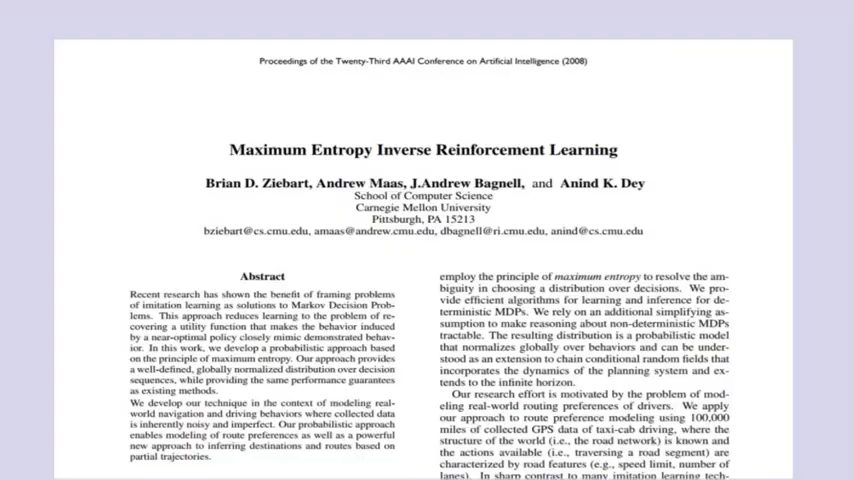 Proceedings of the Twenty-Third AAAI Conference on Artificial Intelligence (2008)
Maximum Entropy Inverse Reinforcement Learning
Brian D. Ziebart, Andrew Maas, J.Andrew Bagnell, and Anind K. Dey
School of Computer Science
Carnegie Mellon University
Pittsburgh, PA 15213
bziebart@cs.cmu.edu, amaas@andrew.cmu.edu, dbagnell@ri.cmu.edu, anind@cs.cmu.edu
Abstract
Recent research has shown the benefit of framing problems
of imitation learning as solutions to Markov Decision Prob-
lems. This approach reduces learning to the problem of re-
covering a utility function that makes the behavior induced
by a near-optimal policy closely mimic demonstrated behav-
ior. In this work, we develop a probabilistic approach based
on the principle of maximum entropy. Our approach provides
a well-defined, globally normalized distribution over decision
sequences, while providing the same performance guarantees
as existing methods.
We develop our technique in the context of modeling real-
world navigation and driving behaviors where collected data
is inherently noisy and imperfect. Our probabilistic approach
enables modeling of route preferences as well as a powerful
new approach to inferring destinations and routes based on
partial trajectories.
employ the principle of maximum entropy to resolve the am-
biguity in choosing a distribution over decisions. We pro-
vide efficient algorithms for learning and inference for de-
terministic MDPs. We rely on an additional simplifying as-
sumption to make reasoning about non-deterministic MDPs
tractable. The resulting distribution is a probabilistic model
that normalizes globally over behaviors and can be under-
stood as an extension to chain conditional random fields that
incorporates the dynamics of the planning system and ex-
tends to the infinite horizon.
Our research effort is motivated by the problem of mod-
eling real-world routing preferences of drivers. We apply
our approach to route preference modeling using 100,000
miles of collected GPS data of taxi-cab driving, where the
structure of the world (i.e., the road network) is known and
the actions available (i.e., traversing a road segment) are
characterized by road features (e.g., speed limit, number of
lanes). In sharp contrast to many imitation learning tech-